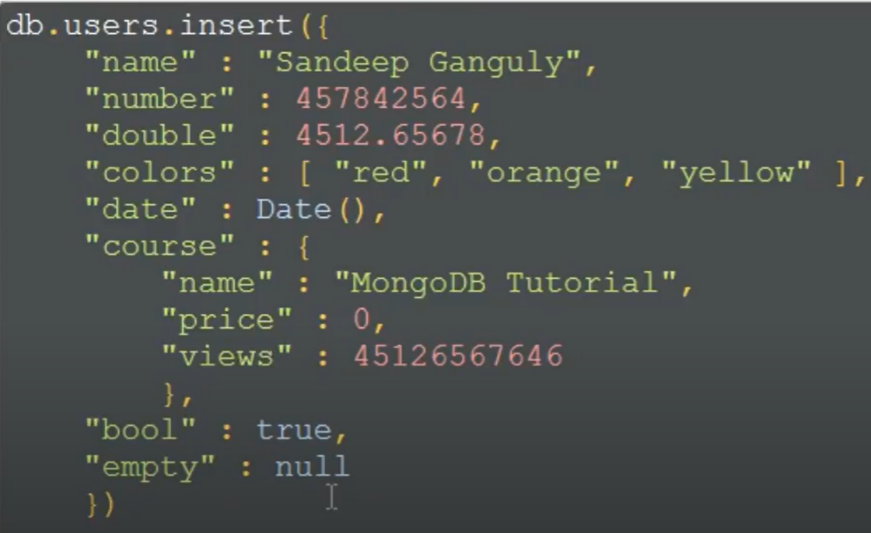 db.users.insert({
"name" : "Sandeep Ganguly",
"number" : 457842564,
"double" : 4512.65678,
"colors" : [ "red", "orange", "yellow" ],
"date" : Date(),
"course" : {
"name" : "MongoDB Tutorial",
"price" : 0,
"views" : 45126567646
},
"bool" : true,
"empty" : null
})